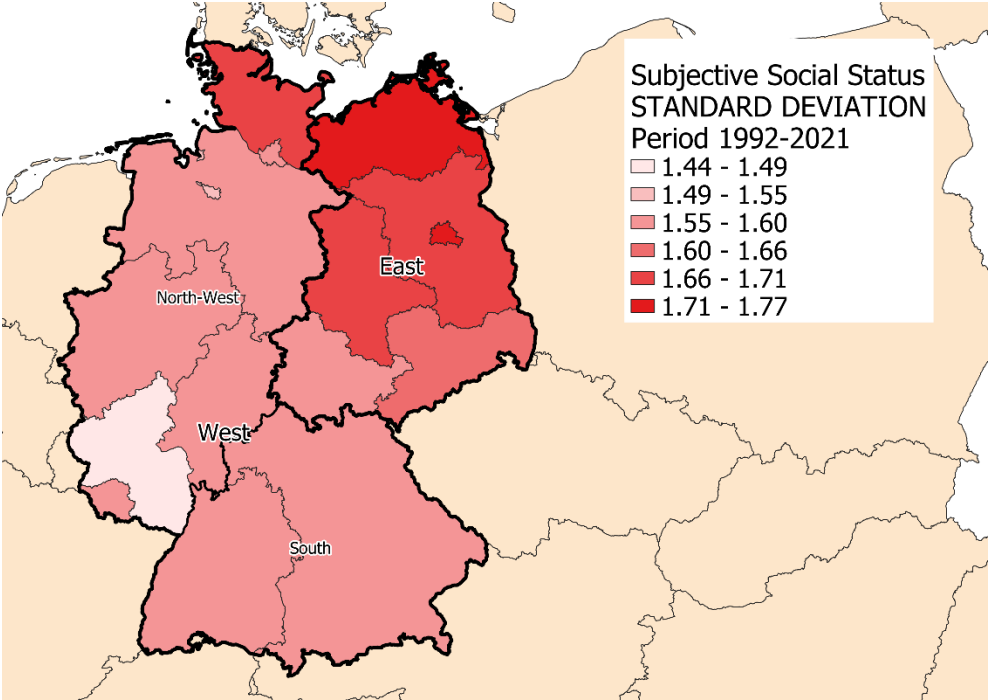 Subjective Social Status
STANDARD DEVIATION
Period 1992-2021
1.44 - 1.49
1.49 - 1.55
1.55 - 1.60
1.60 - 1.66
1.66 - 1.71
1.71 - 1.77
East
North-West
West
South